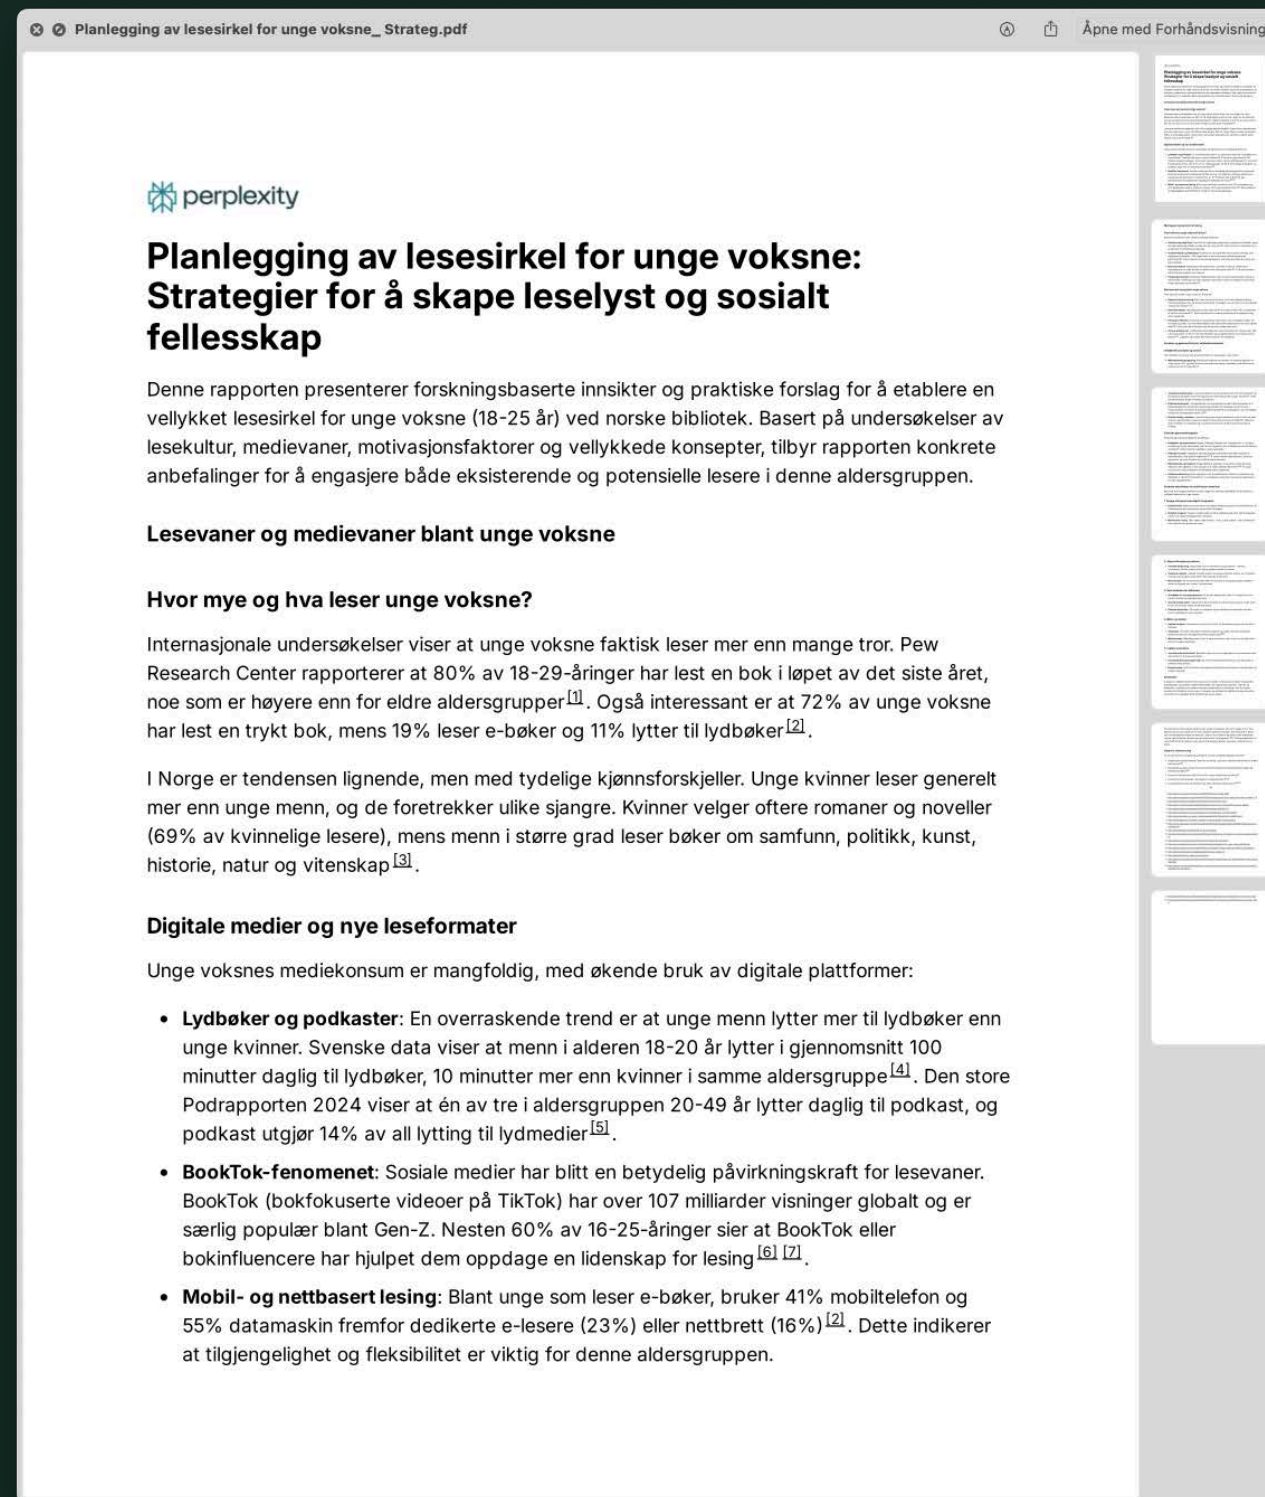 Planlegging av lesesirkel for unge voksne_ Strateg.pdf
Åpne med Forhåndsvisning
perplexity
Planlegging av lesesirkel for unge voksne:
Strategier for å skape leselyst og sosialt
fellesskap
Denne rapporten presenterer forskningsbaserte innsikter og praktiske forslag for å etablere en
vellykket lesesirkel for unge voksne (18-25 år) ved norske bibliotek. Basert på undersøkelser av
lesekultur, medievaner, motivasjonsfaktorer og vellykkede konsepter, tilbyr rapporten konkrete
anbefalinger for å engasjere både eksisterende og potensielle lesere i denne aldersgruppen.
Lesevaner og medievaner blant unge voksne
Hvor mye og hva leser unge voksne?
Internasjonale undersøkelser viser at unge voksne faktisk leser mer enn mange tror. Pew
Research Center rapporterer at 80% av 18-29-åringer har lest en bok i løpet av det siste året,
noe som er høyere enn for eldre aldersgrupper[1]. Også interessant er at 72% av unge voksne
har lest en trykt bok, mens 19% leser e-bøker og 11% lytter til lydbøker[2].
I Norge er tendensen lignende, men med tydelige kjønnsforskjeller. Unge kvinner leser generelt
mer enn unge menn, og de foretrekker ulike sjangre. Kvinner velger oftere romaner og noveller
(69% av kvinnelige lesere), mens menn i større grad leser bøker om samfunn, politikk, kunst,
historie, natur og vitenskap[3].
Digitale medier og nye leseformater
Unge voksnes mediekonsum er mangfoldig, med økende bruk av digitale plattformer:
• Lydbøker og podkaster: En overraskende trend er at unge menn lytter mer til lydbøker enn
unge kvinner. Svenske data viser at menn i alderen 18-20 år lytter i gjennomsnitt 100
minutter daglig til lydbøker, 10 minutter mer enn kvinner i samme aldersgruppe[4]. Den store
Podrapporten 2024 viser at én av tre i aldersgruppen 20-49 år lytter daglig til podkast, og
podkast utgjør 14% av all lytting til lydmedier[5].
• BookTok-fenomenet: Sosiale medier har blitt en betydelig påvirkningskraft for lesevaner.
BookTok (bokfokuserte videoer på TikTok) har over 107 milliarder visninger globalt og er
særlig populær blant Gen-Z. Nesten 60% av 16-25-åringer sier at BookTok eller
bokinfluencere har hjulpet dem oppdage en lidenskap for lesing[6] [7].
• Mobil- og nettbasert lesing: Blant unge som leser e-bøker, bruker 41% mobiltelefon og
55% datamaskin fremfor dedikerte e-lesere (23%) eller nettbrett (16%)[2]. Dette indikerer
at tilgjengelighet og fleksibilitet er viktig for denne aldersgruppen.